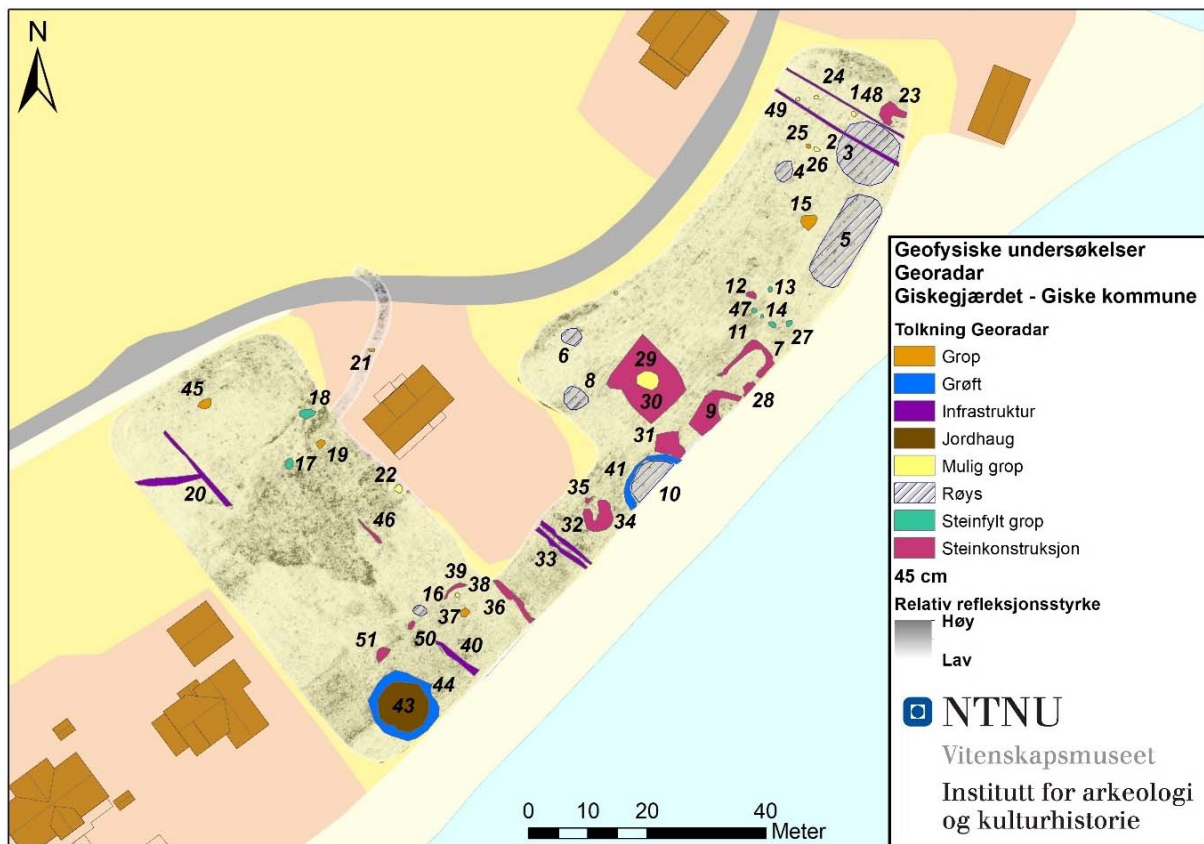 N
24
1
48
23
49
25
2
3
26
4
15
5
12
13
47
14
27
11
7
6
29
8
30
28
9
31
41
10
35
32
34
33
21
45
18
19
17
22
20
46
39
38
16
36
37
50
40
51
44
43
0 10 20 40
Meter
Geofysiske undersøkelser
Georadar
Giskegjærdet - Giske kommune
Tolkning Georadar
Grop
Grøft
Infrastruktur
Jordhaug
Mulig grop
Røys
Steinfylt grop
Steinkonstruksjon
45 cm
Relativ refleksjonsstyrke
Høy
Lav
NTNU
Vitenskapsmuseet
Institutt for arkeologi
og kulturhistorie